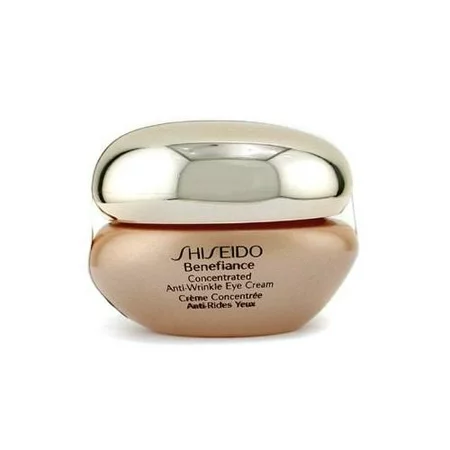 SHISEIDO
Benefiance
Concentrated
Anti-Wrinkle Eye Cream
Crème Concentrée
Anti-Rides Yeux